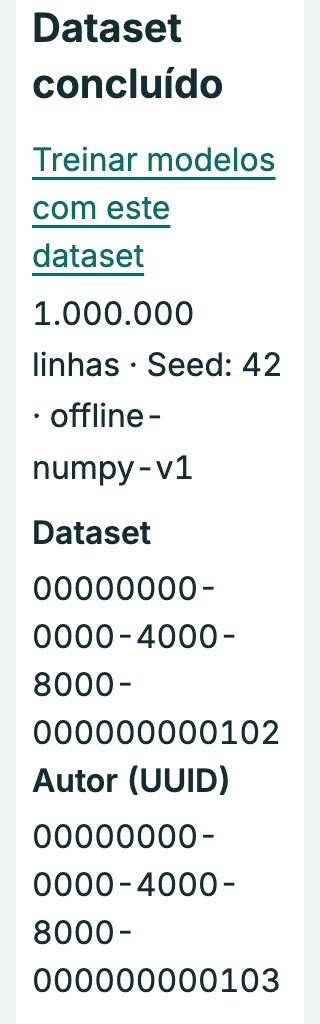 Dataset
concluído
Treinar modelos
com este
dataset
1.000.000
linhas · Seed: 42
· offline-
numpy-v1
Dataset
00000000-
0000-4000-
8000-
000000000102
Autor (UUID)
00000000-
0000-4000-
8000-
000000000103